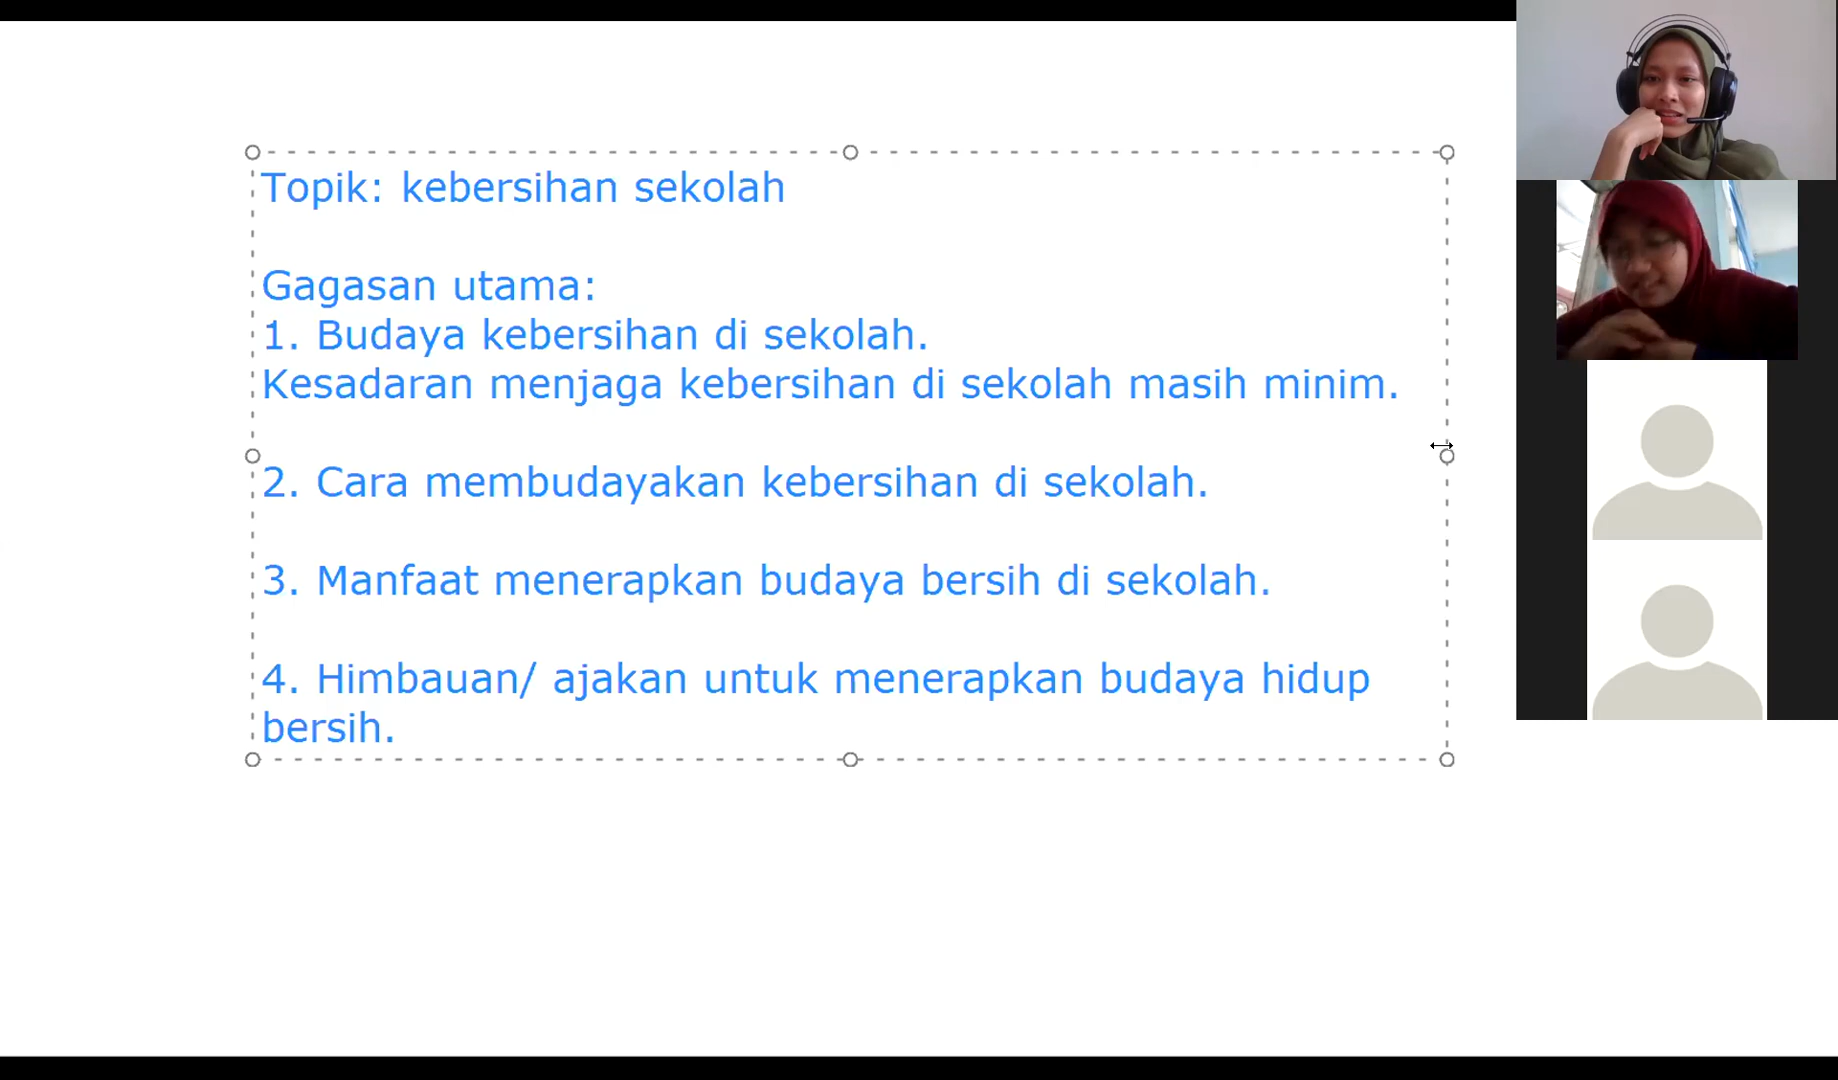 Topik: kebersihan sekolah
Gagasan utama:
1. Budaya kebersihan di sekolah.
Kesadaran menjaga kebersihan di sekolah masih minim.
2. Cara membudayakan kebersihan di sekolah.
3. Manfaat menerapkan budaya bersih di sekolah.
4. Himbauan/ ajakan untuk menerapkan budaya hidup
bersih.